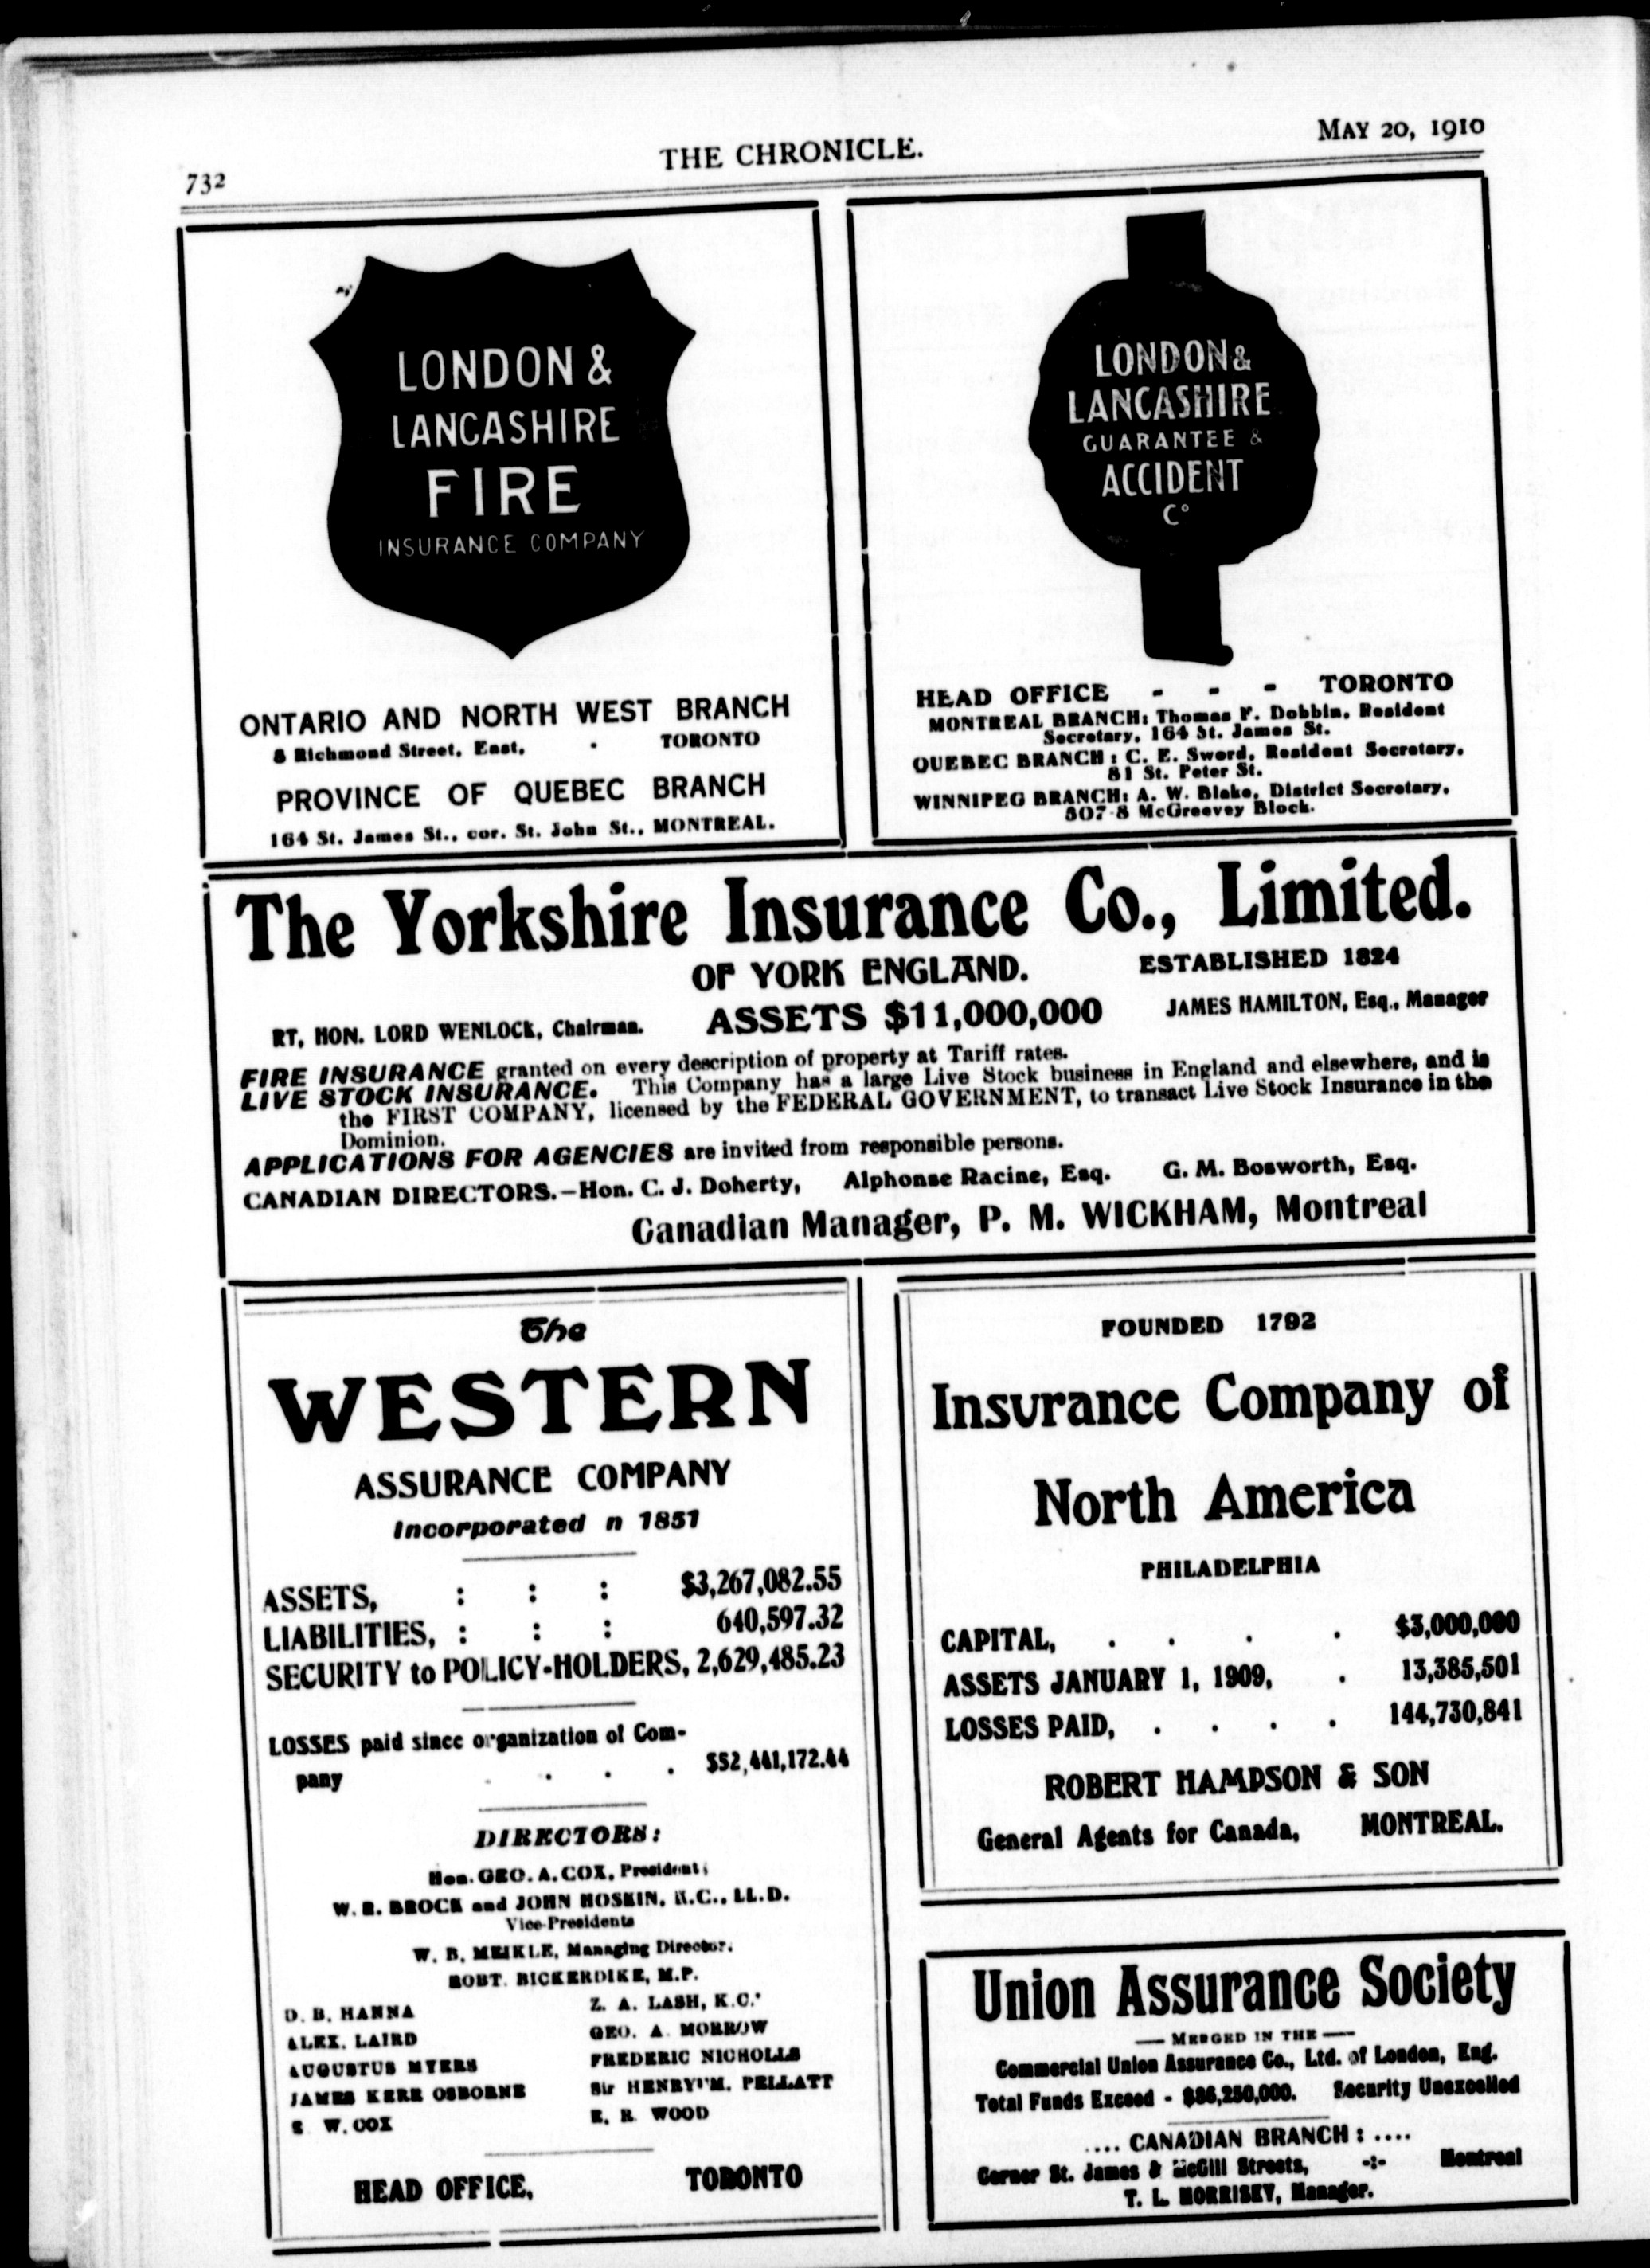 732
THE CHRONICLE.
MAY 20, 1910
LONDON &
LANCASHIRE
FIRE
INSURANCE COMPANY
ONTARIO AND NORTH WEST BRANCH
8 Richmond Street, East, . TORONTO
PROVINCE OF QUEBEC BRANCH
164 St. James St., cor. St. John St., MONTREAL.
LONDON &
LANCASHIRE
GUARANTEE &
ACCIDENT
Co
HEAD OFFICE - - - TORONTO
MONTREAL BRANCH: Thomas F. Dobbin, Resident
Secretary, 164 St. James St.
QUEBEC BRANCH : C. E. Sword, Resident Secretary,
81 St. Peter St.
WINNIPEG BRANCH: A. W. Blake, District Secretary,
507-8 McGreevey Block.
The Yorkshire Insurance Co., Limited.
OF YORK ENGLAND. ESTABLISHED 1824
RT. HON. LORD WENLOCK, Chairman. ASSETS $11,000,000 JAMES HAMILTON, Esq., Manager
FIRE INSURANCE granted on every description of property at Tariff rates.
LIVE STOCK INSURANCE. This Company has a large Live Stock business in England and elsewhere, and is
the FIRST COMPANY, licensed by the FEDERAL GOVERNMENT, to transact Live Stock Insurance in the
Dominion.
APPLICATIONS FOR AGENCIES are invited from responsible persons.
CANADIAN DIRECTORS.—Hon. C. J. Doherty, Alphonse Racine, Esq. G. M. Bosworth, Esq.
Canadian Manager, P. M. WICKHAM, Montreal
The
WESTERN
ASSURANCE COMPANY
Incorporated n 1851
ASSETS, : : : $3,267,082.55
LIABILITIES, : : : 640,597.32
SECURITY to POLICY-HOLDERS, 2,629,485.23
LOSSES paid since organization of Com-
pany . . . . $52,441,172.44
DIRECTORS:
Hon. GEO. A. COX, President;
W. R. BROCK and JOHN HOSKIN, K.C., LL.D.
Vice-Presidents
W. B. MEIKLE, Managing Director.
ROBT. BICKERDIKE, M.P.
D. B. HANNA Z. A. LASH, K.C.
ALEX. LAIRD GEO. A. MORROW
AUGUSTUS MYERS FREDERIC NICHOLLS
JAMES KERR OSBORNE Sir HENRY M. PELLATT
E. W. COX E. R. WOOD
HEAD OFFICE, TORONTO
FOUNDED 1792
Insurance Company of
North America
PHILADELPHIA
CAPITAL, . . . . $3,000,000
ASSETS JANUARY 1, 1909, . 13,385,501
LOSSES PAID, . . . . 144,730,841
ROBERT HAMPSON & SON
General Agents for Canada, MONTREAL.
Union Assurance Society
— MERGED IN THE —
Commercial Union Assurance Co., Ltd. of London, Eng.
Total Funds Exceed - $86,250,000. Security Unexcelled
.... CANADIAN BRANCH : ....
Corner St. James & McGill Streets, -:- Montreal
T. L. MORRISEY, Manager.